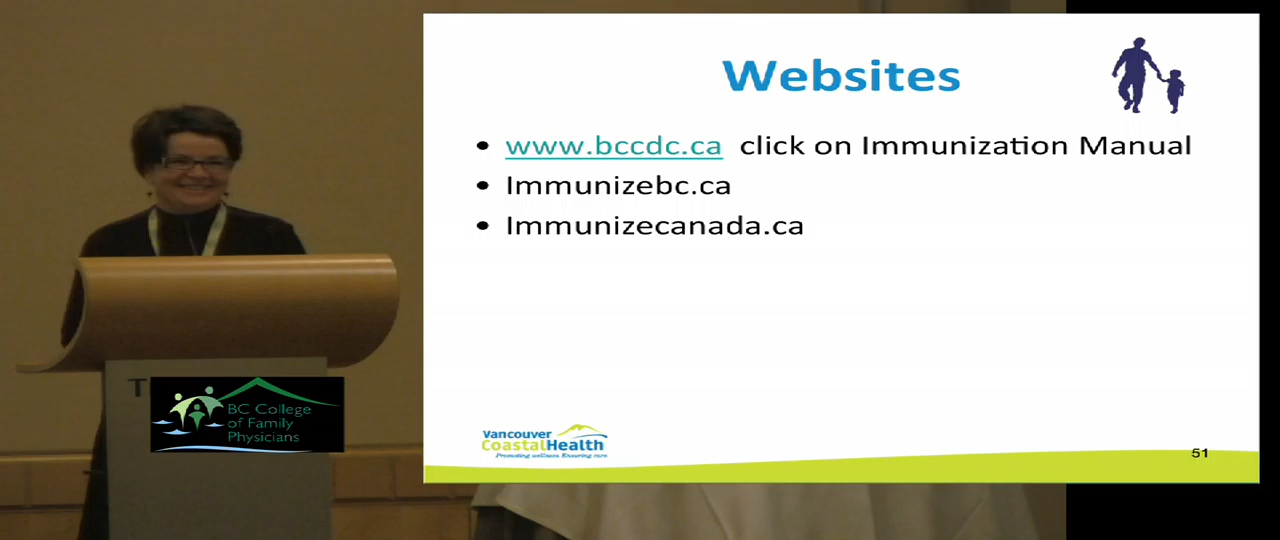 Websites
• www.bccdc.ca click on Immunization Manual
• Immunizebc.ca
• Immunizecanada.ca
T
BC College
of Family
Physicians
Vancouver
CoastalHealth
Promoting wellness. Ensuring care.
51